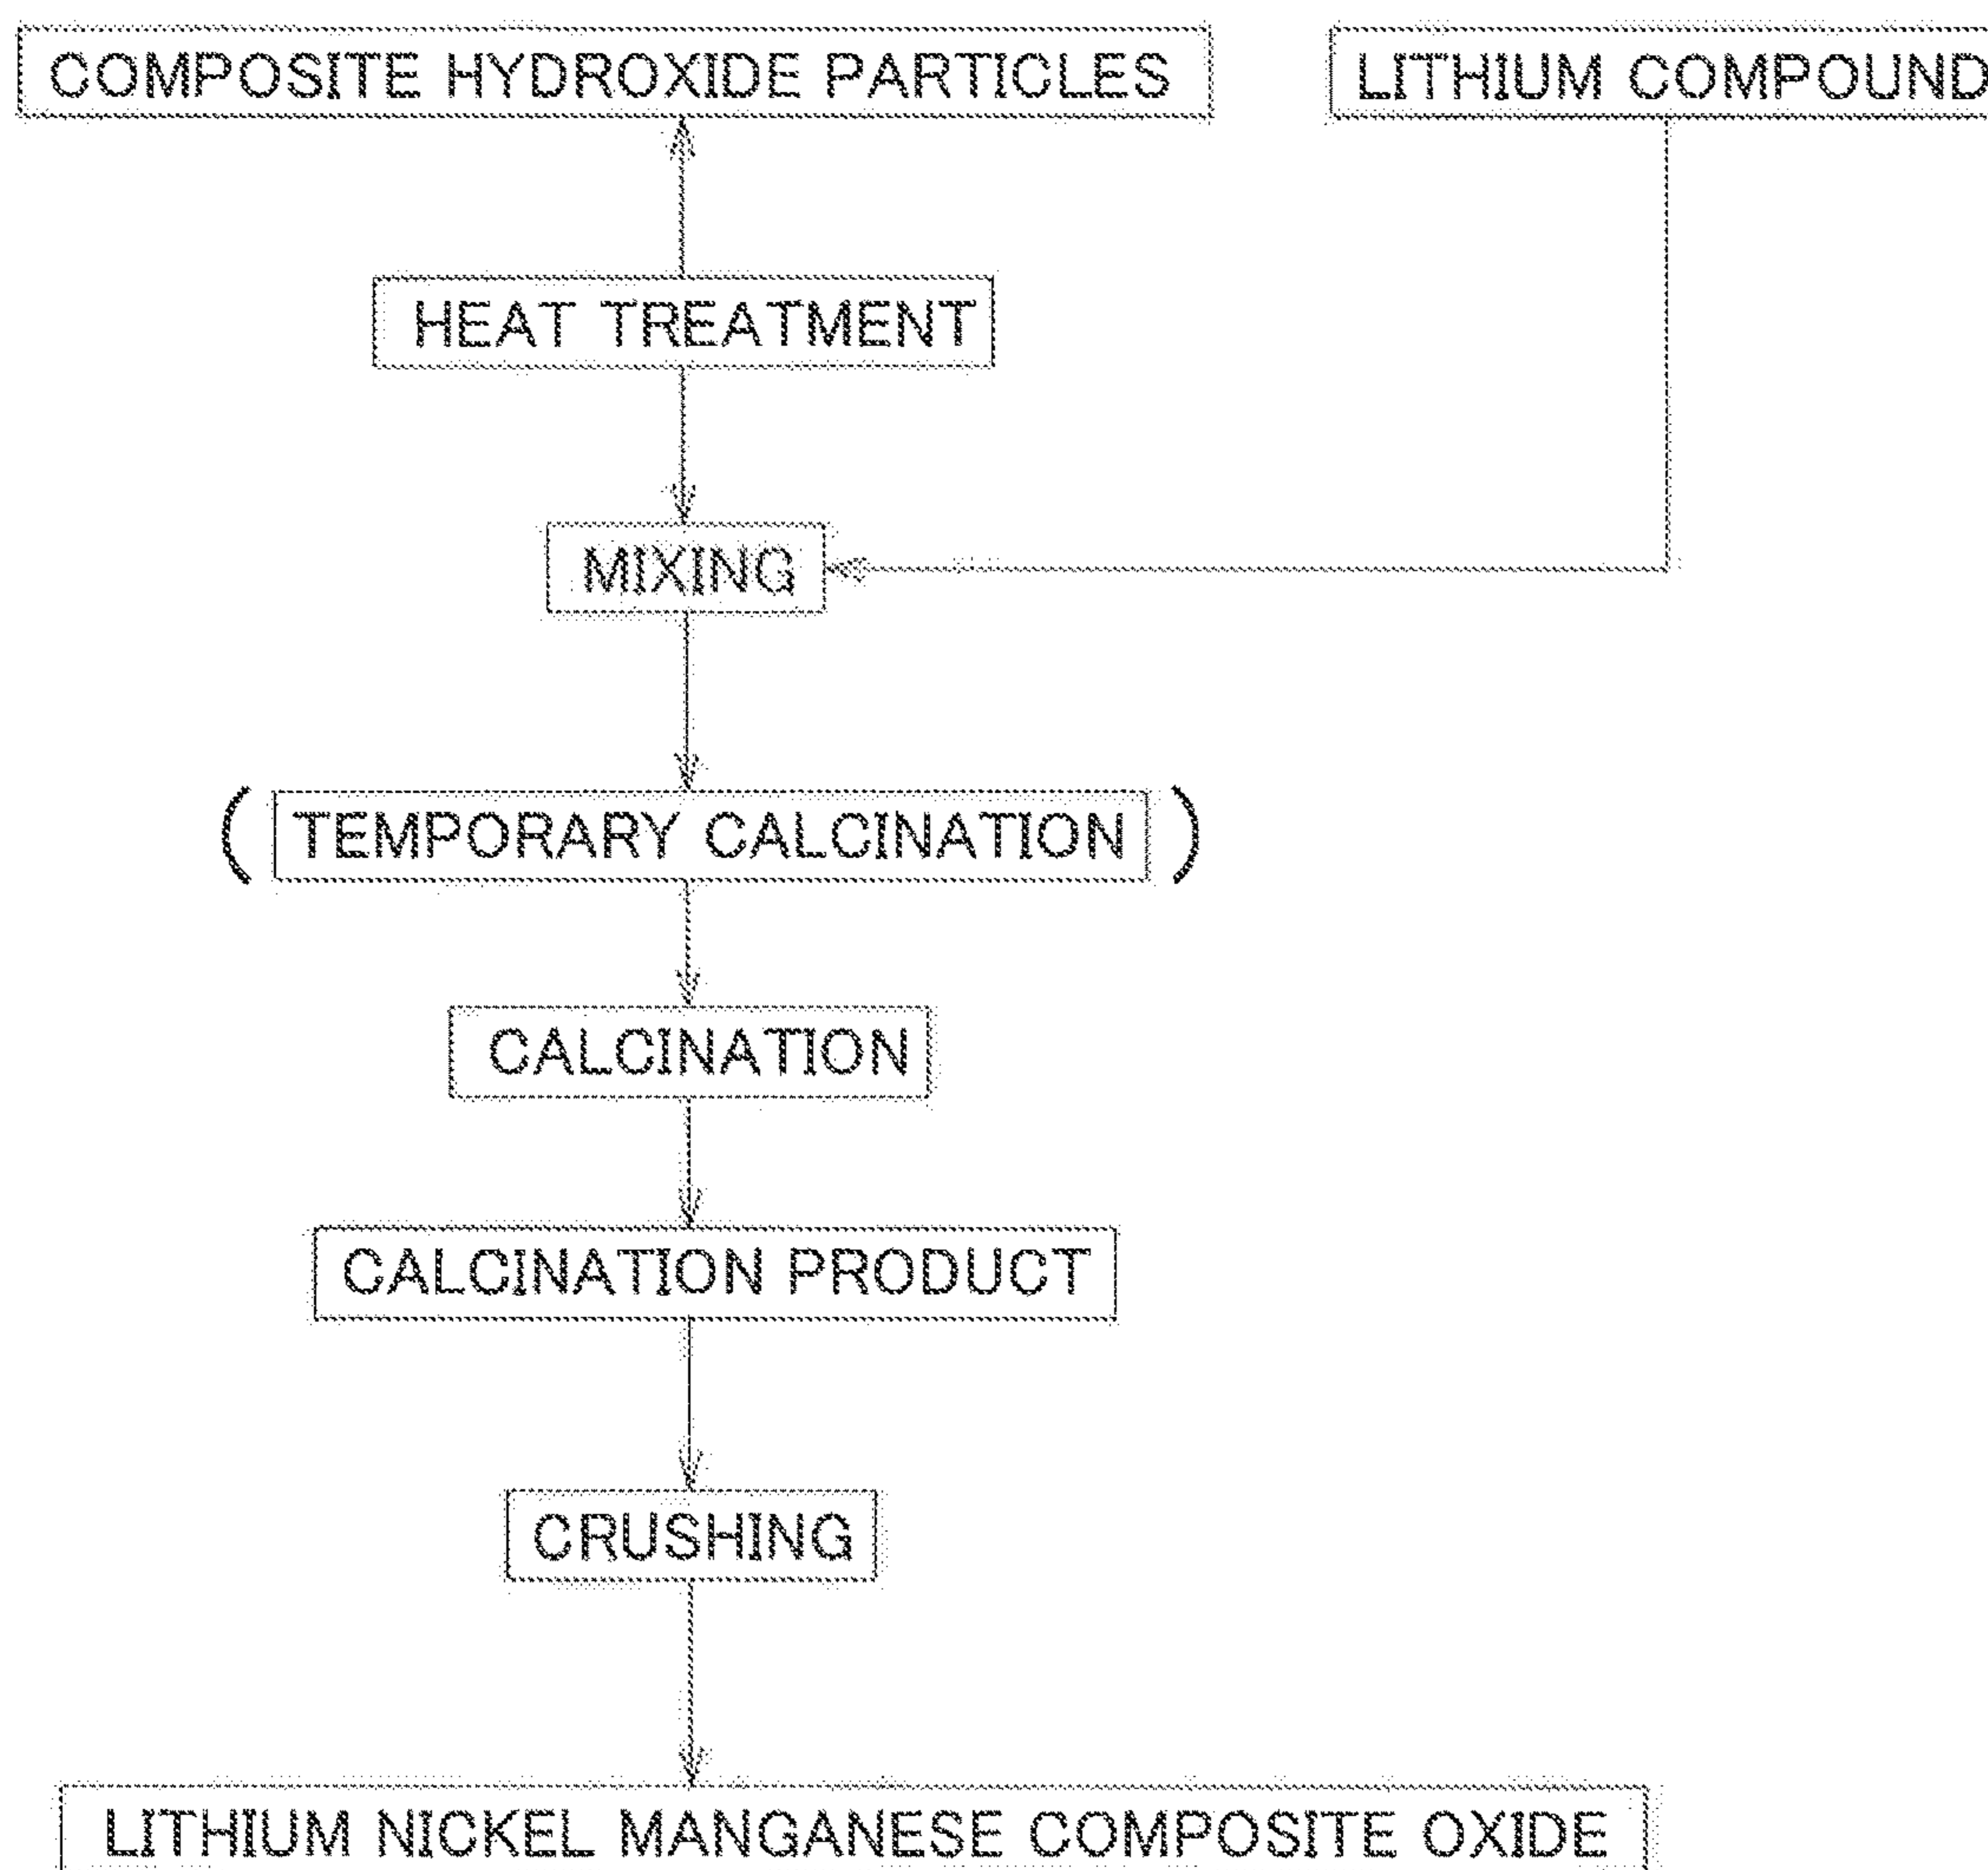 COMPOSITE HYDROXIDE PARTICLES
LITHIUM COMPOUND
HEAT TREATMENT
MIXING
( TEMPORARY CALCINATION )
CALCINATION
CALCINATION PRODUCT
CRUSHING
LITHIUM NICKEL MANGANESE COMPOSITE OXIDE